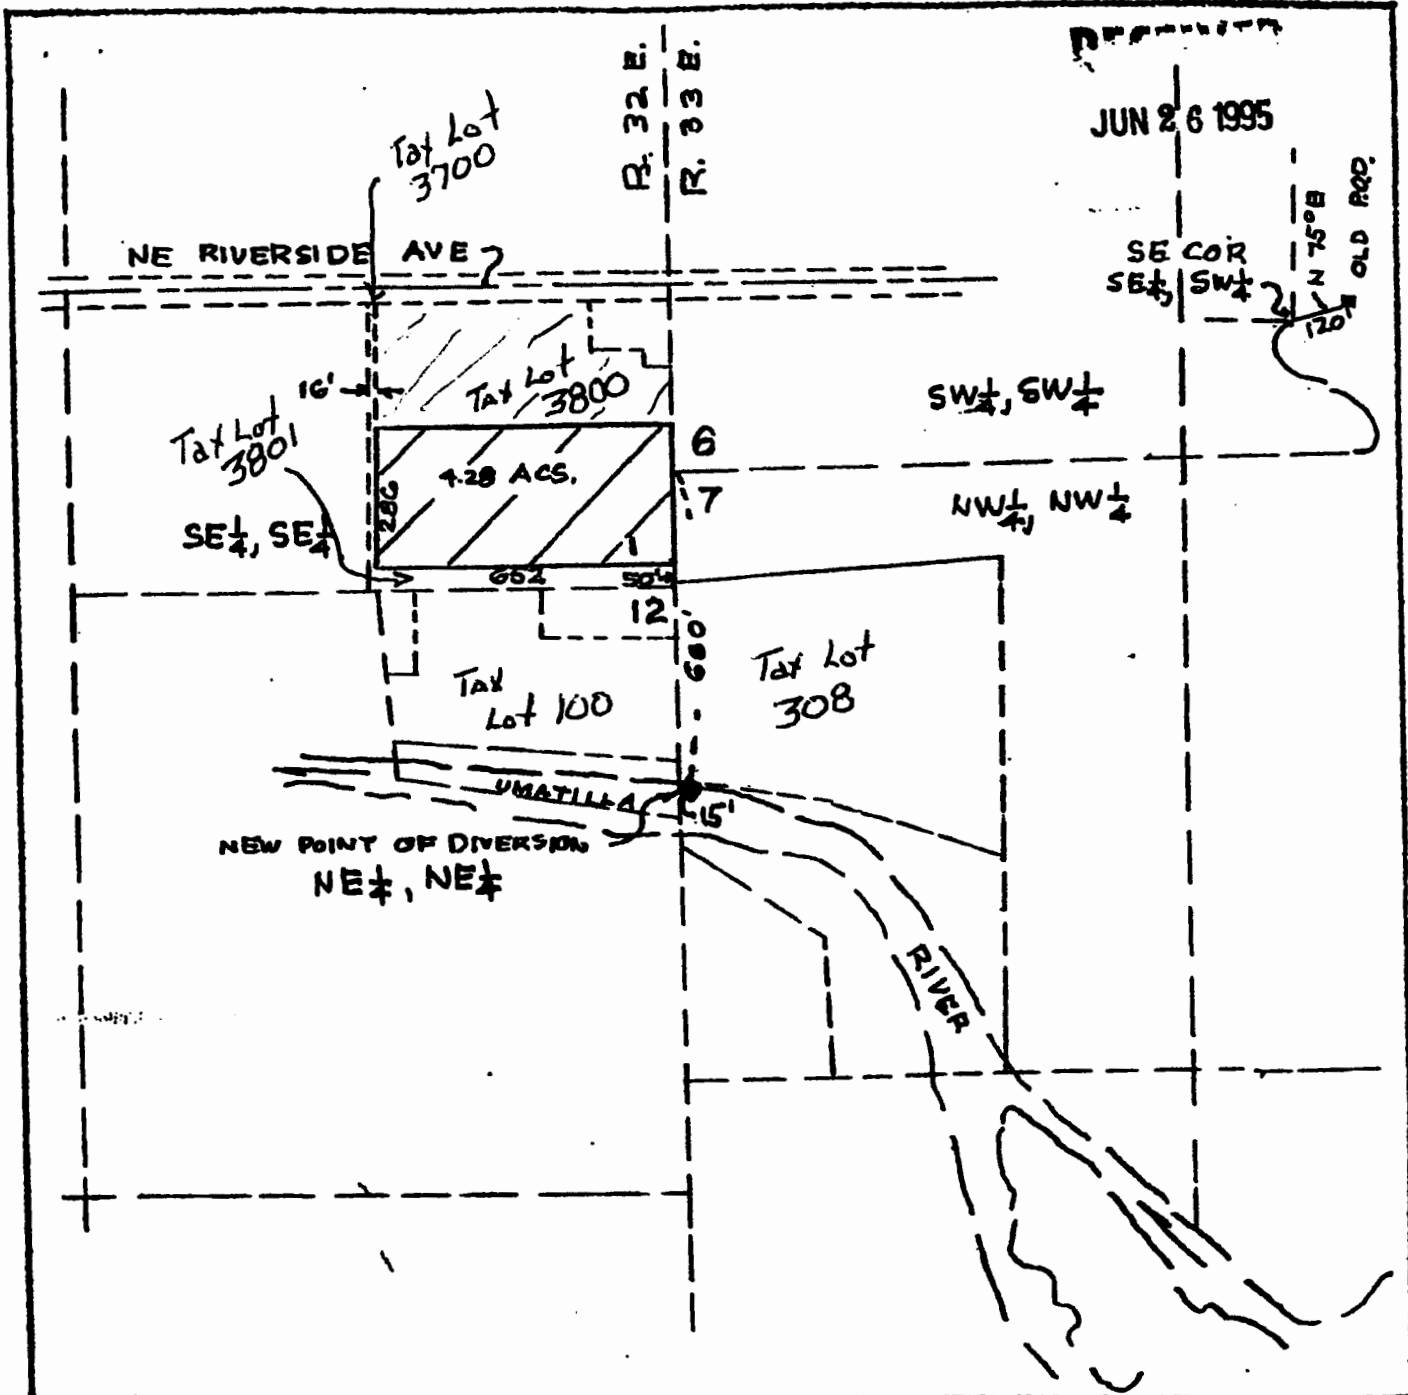 R. 32 E.
R. 33 E.
JUN 26 1995
Tax Lot
3700
NE RIVERSIDE AVE
N 75° E
OLD P.O.D.
SE COR
SE¼, SW¼
120'
16'
Tax Lot
3800
SW¼, SW¼
Tax Lot
3801
6
4.28 ACS.
286
7
NW¼, NW¼
SE¼, SE¼
1
652
50'
12
660'
Tax Lot
308
Tax
Lot 100
UMATILLA
15'
NEW POINT OF DIVERSION
NE¼, NE¼
RIVER